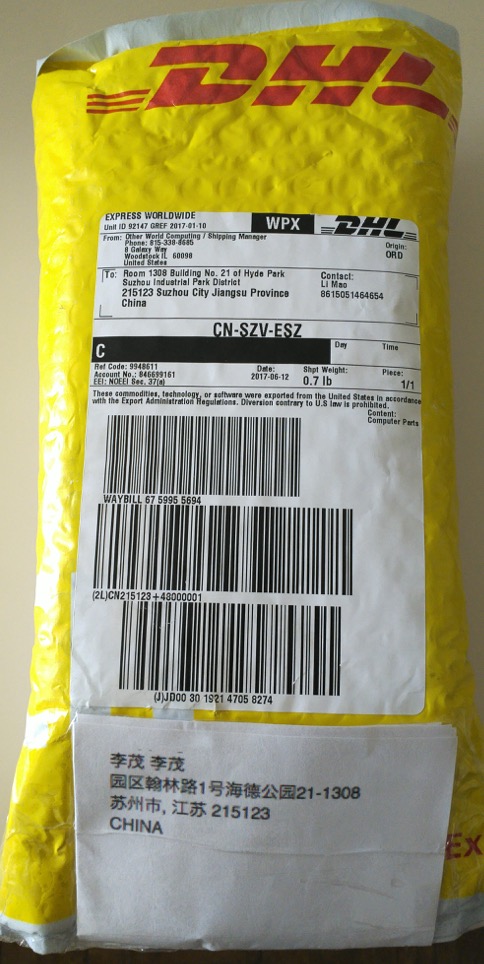 DHL
EXPRESS WORLDWIDE
Unit ID 92147 GREF 2017-01-10
WPX
DHL
From: Other World Computing / Shipping Manager
Phone: 815-338-8685
8 Galaxy Way
Woodstock IL 60098
United States
Origin:
ORD
To: Room 1308 Building No. 21 of Hyde Park
Suzhou Industrial Park District
215123 Suzhou City Jiangsu Province
China
Contact:
Li Mao
8615051464654
CN-SZV-ESZ
C
Day Time
Ref Code: 9948611
Account No.: 846699161
EEI: NOEEI Sec. 37(a)
Date:
2017-06-12
Shpt Weight:
0.7 lb
Piece:
1/1
These commodities, technology, or software were exported from the United States in accordance
with the Export Administration Regulations. Diversion contrary to U.S law is prohibited.
Content:
Computer Parts
WAYBILL 67 5995 5694
(2L)CN215123+48000001
(J)JD00 30 1921 4705 8274
李茂 李茂
园区翰林路1号海德公园21-1308
苏州市, 江苏 215123
CHINA
Ex